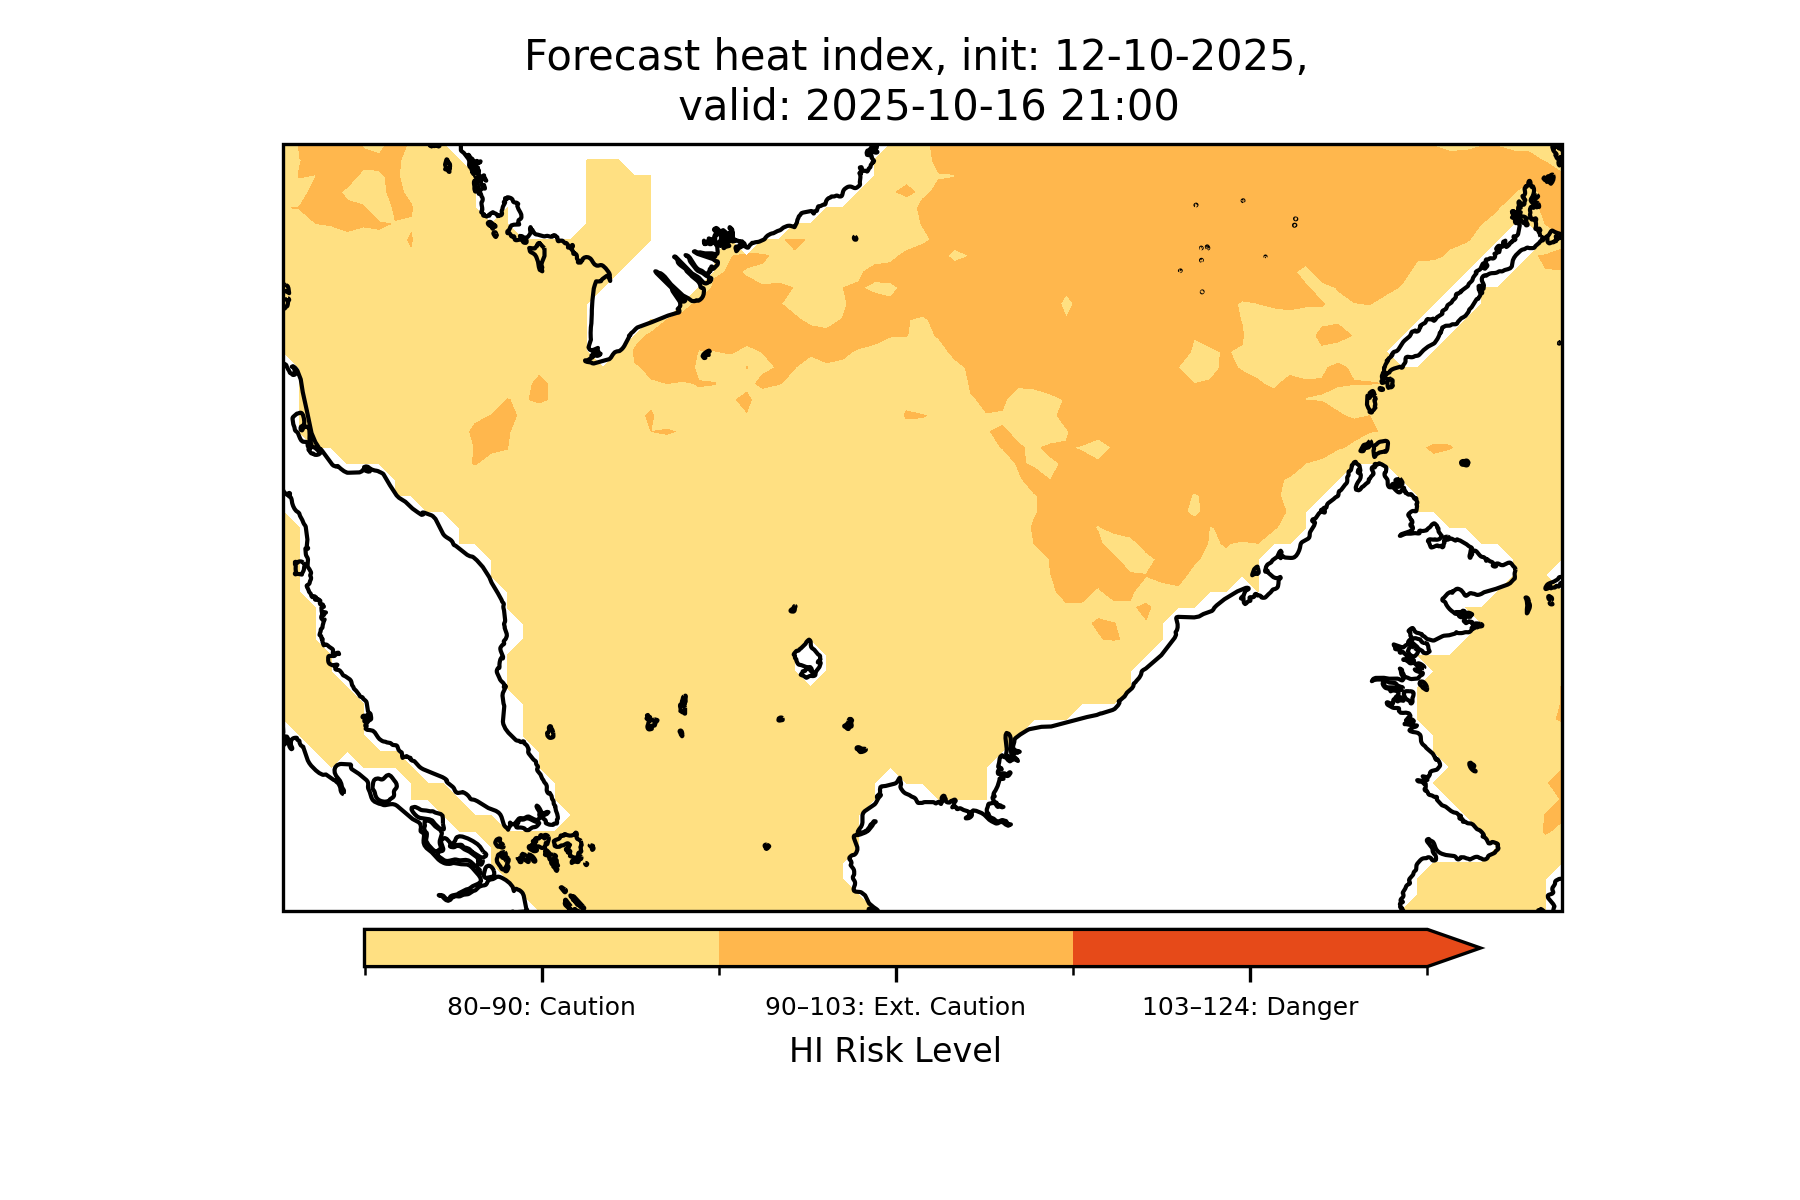 Forecast heat index, init: 12-10-2025,
valid: 2025-10-16 21:00
80–90: Caution
90–103: Ext. Caution
103–124: Danger
HI Risk Level